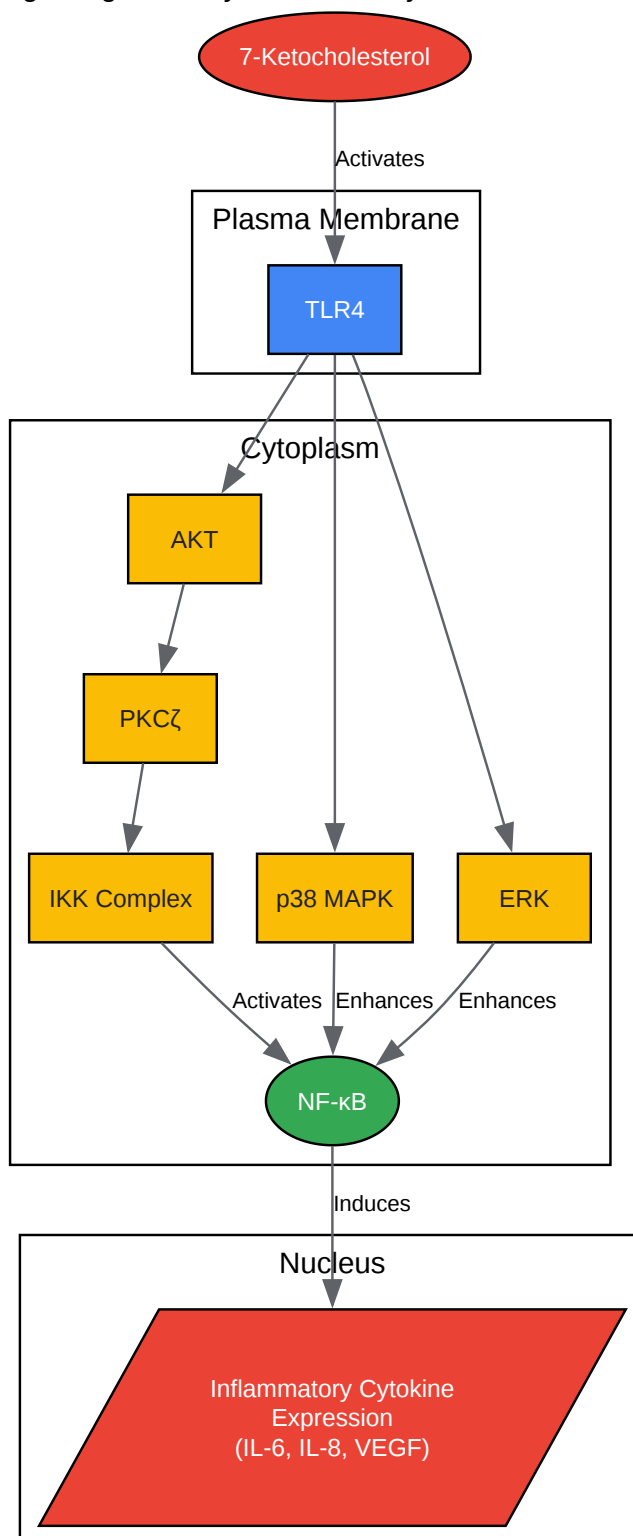 7-Ketocholesterol
Activates
Plasma Membrane
TLR4
Cytoplasm
AKT
PKCζ
IKK Complex
p38 MAPK
ERK
Activates
Enhances
Enhances
NF-κB
Induces
Nucleus
Inflammatory Cytokine
Expression
(IL-6, IL-8, VEGF)